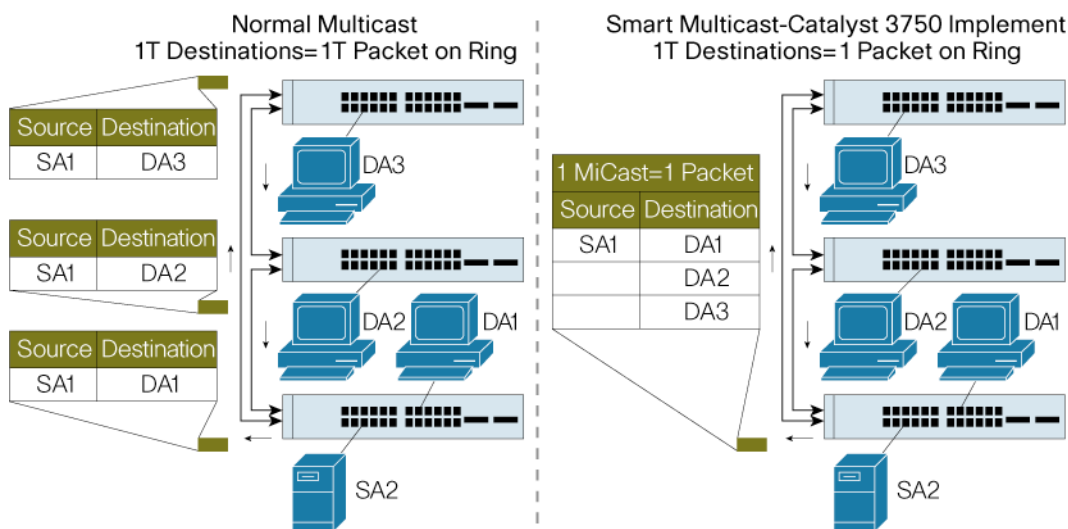 Normal Multicast
1T Destinations=1T Packet on Ring
Source Destination
SA1 DA3
DA3
Source Destination
SA1 DA2
DA2 DA1
Source Destination
SA1 DA1
SA2
Smart Multicast-Catalyst 3750 Implement
1T Destinations=1 Packet on Ring
DA3
1 MiCast=1 Packet
Source Destination
SA1 DA1
DA2
DA3
DA2 DA1
SA2